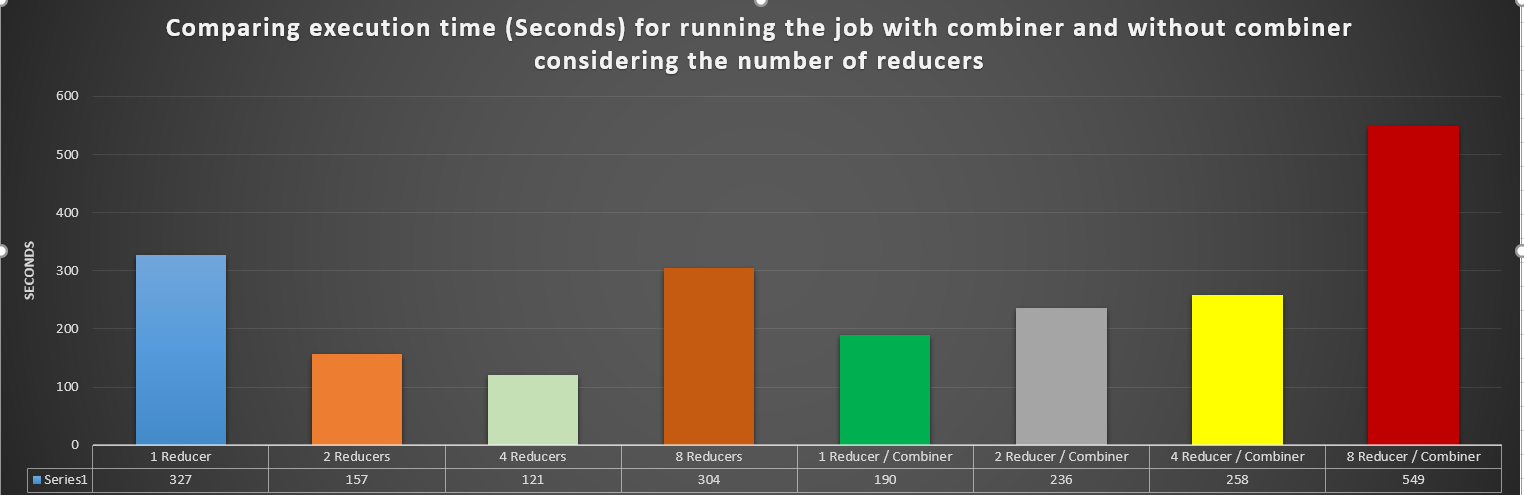 Comparing execution time (Seconds) for running the job with combiner and without combiner
considering the number of reducers
600
500
400
300
200
100
0
SECONDS
1 Reducer 2 Reducers 4 Reducers 8 Reducers 1 Reducer / Combiner 2 Reducer / Combiner 4 Reducer / Combiner 8 Reducer / Combiner
Series1 327 157 121 304 190 236 258 549